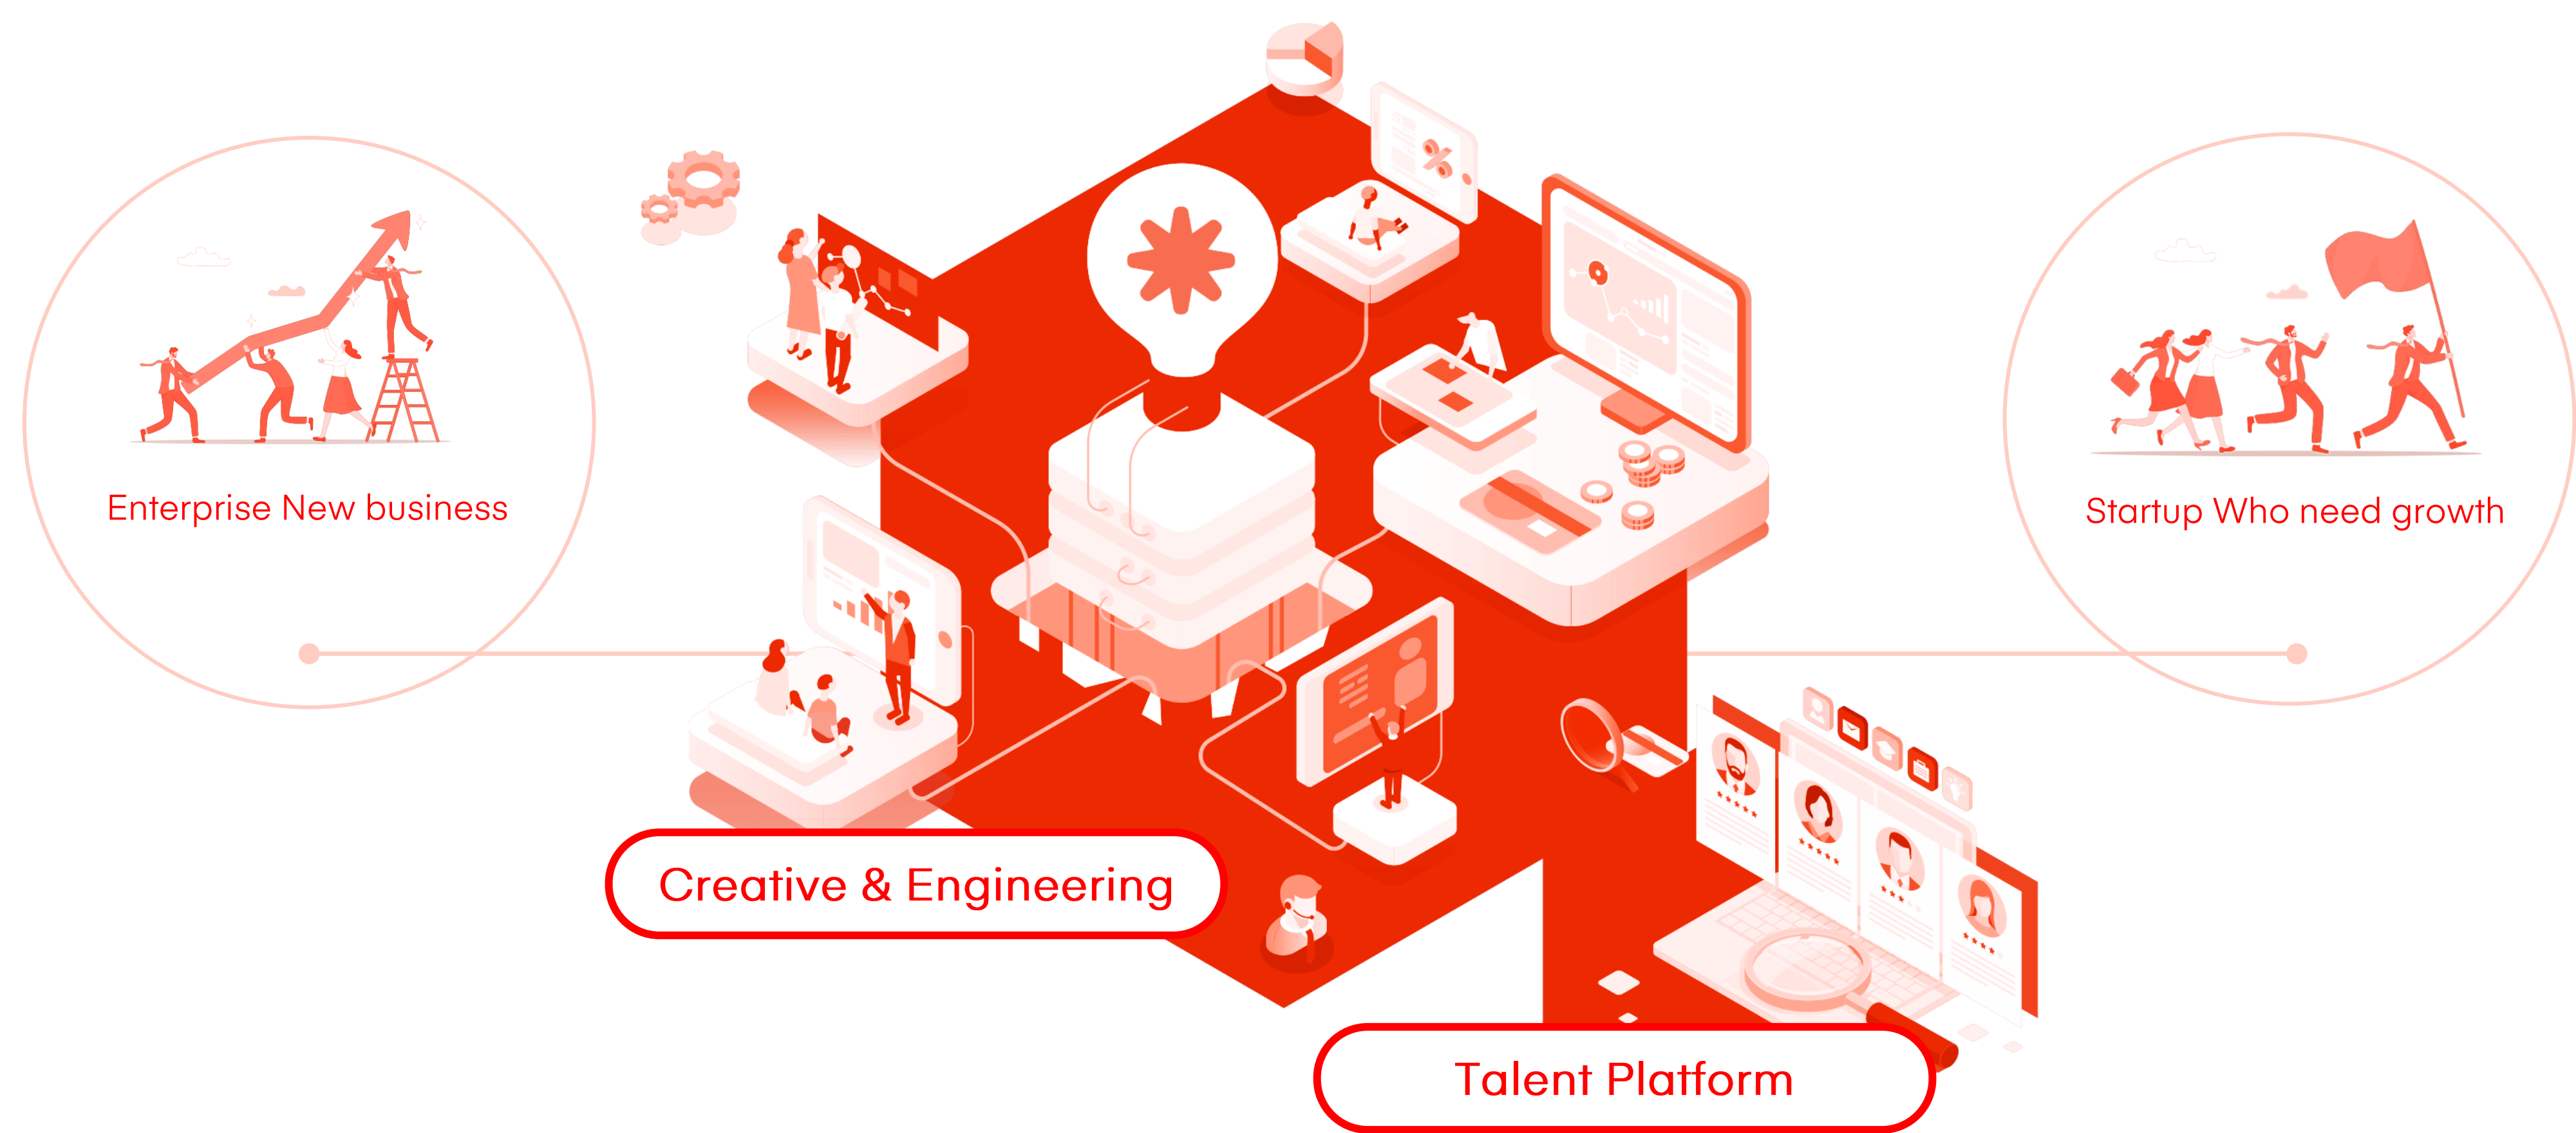 Enterprise New business
Startup Who need growth
Creative & Engineering
Talent Platform